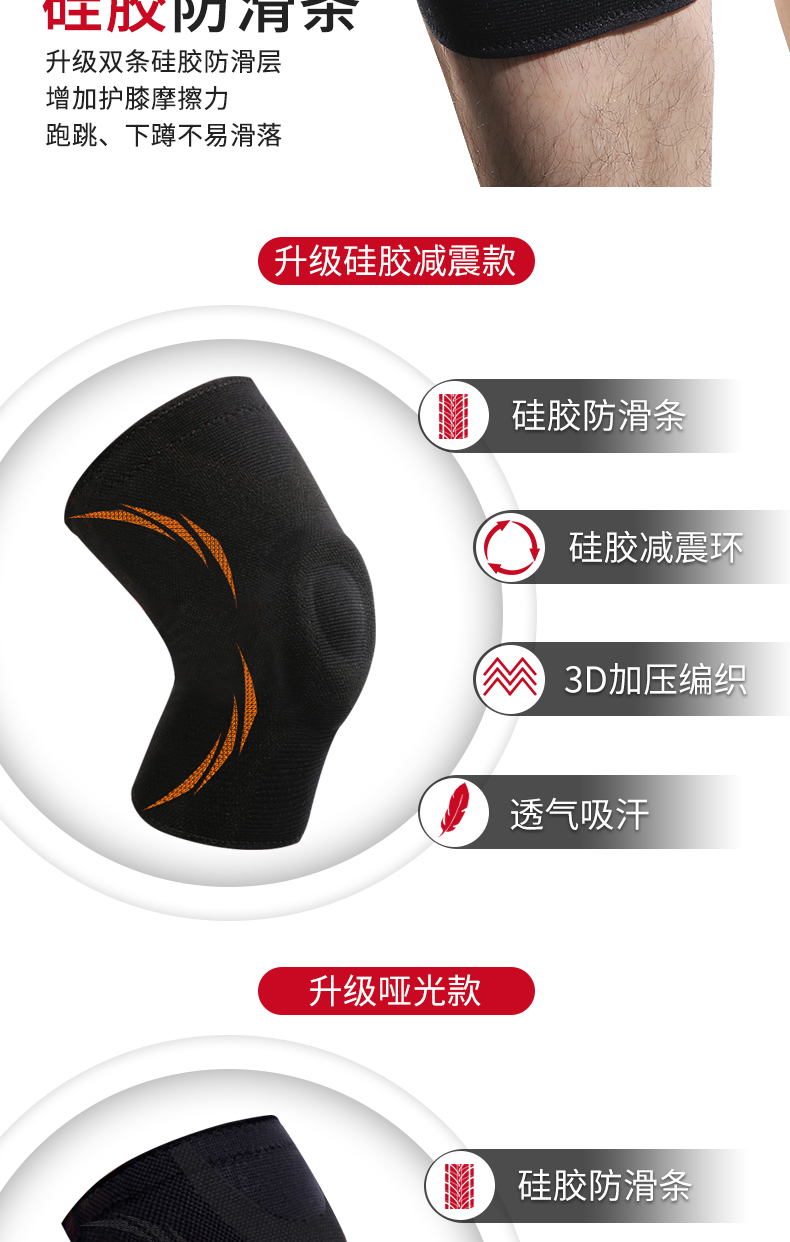 硅胶防滑条
升级双条硅胶防滑层
增加护膝摩擦力
跑跳、下蹲不易滑落
升级硅胶减震款
硅胶防滑条
硅胶减震环
3D加压编织
透气吸汗
升级哑光款
硅胶防滑条